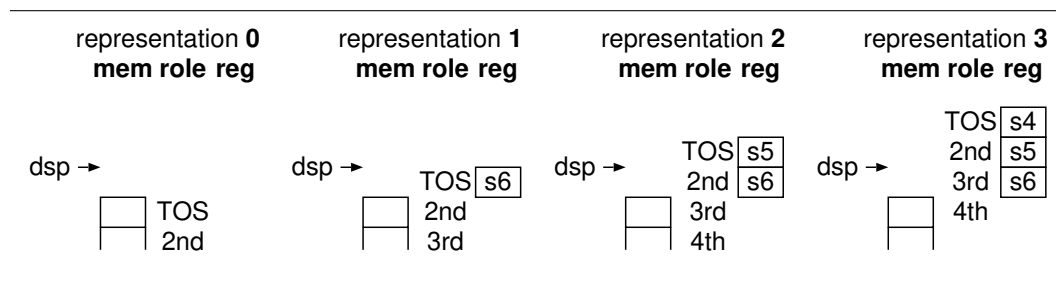 representation 0 representation 1 representation 2 representation 3
mem role reg mem role reg mem role reg mem role reg
TOS s4
TOS s5 2nd s5
dsp → dsp → TOS s6 dsp → 2nd s6 dsp → 3rd s6
TOS 2nd 3rd 4th
2nd 3rd 4th